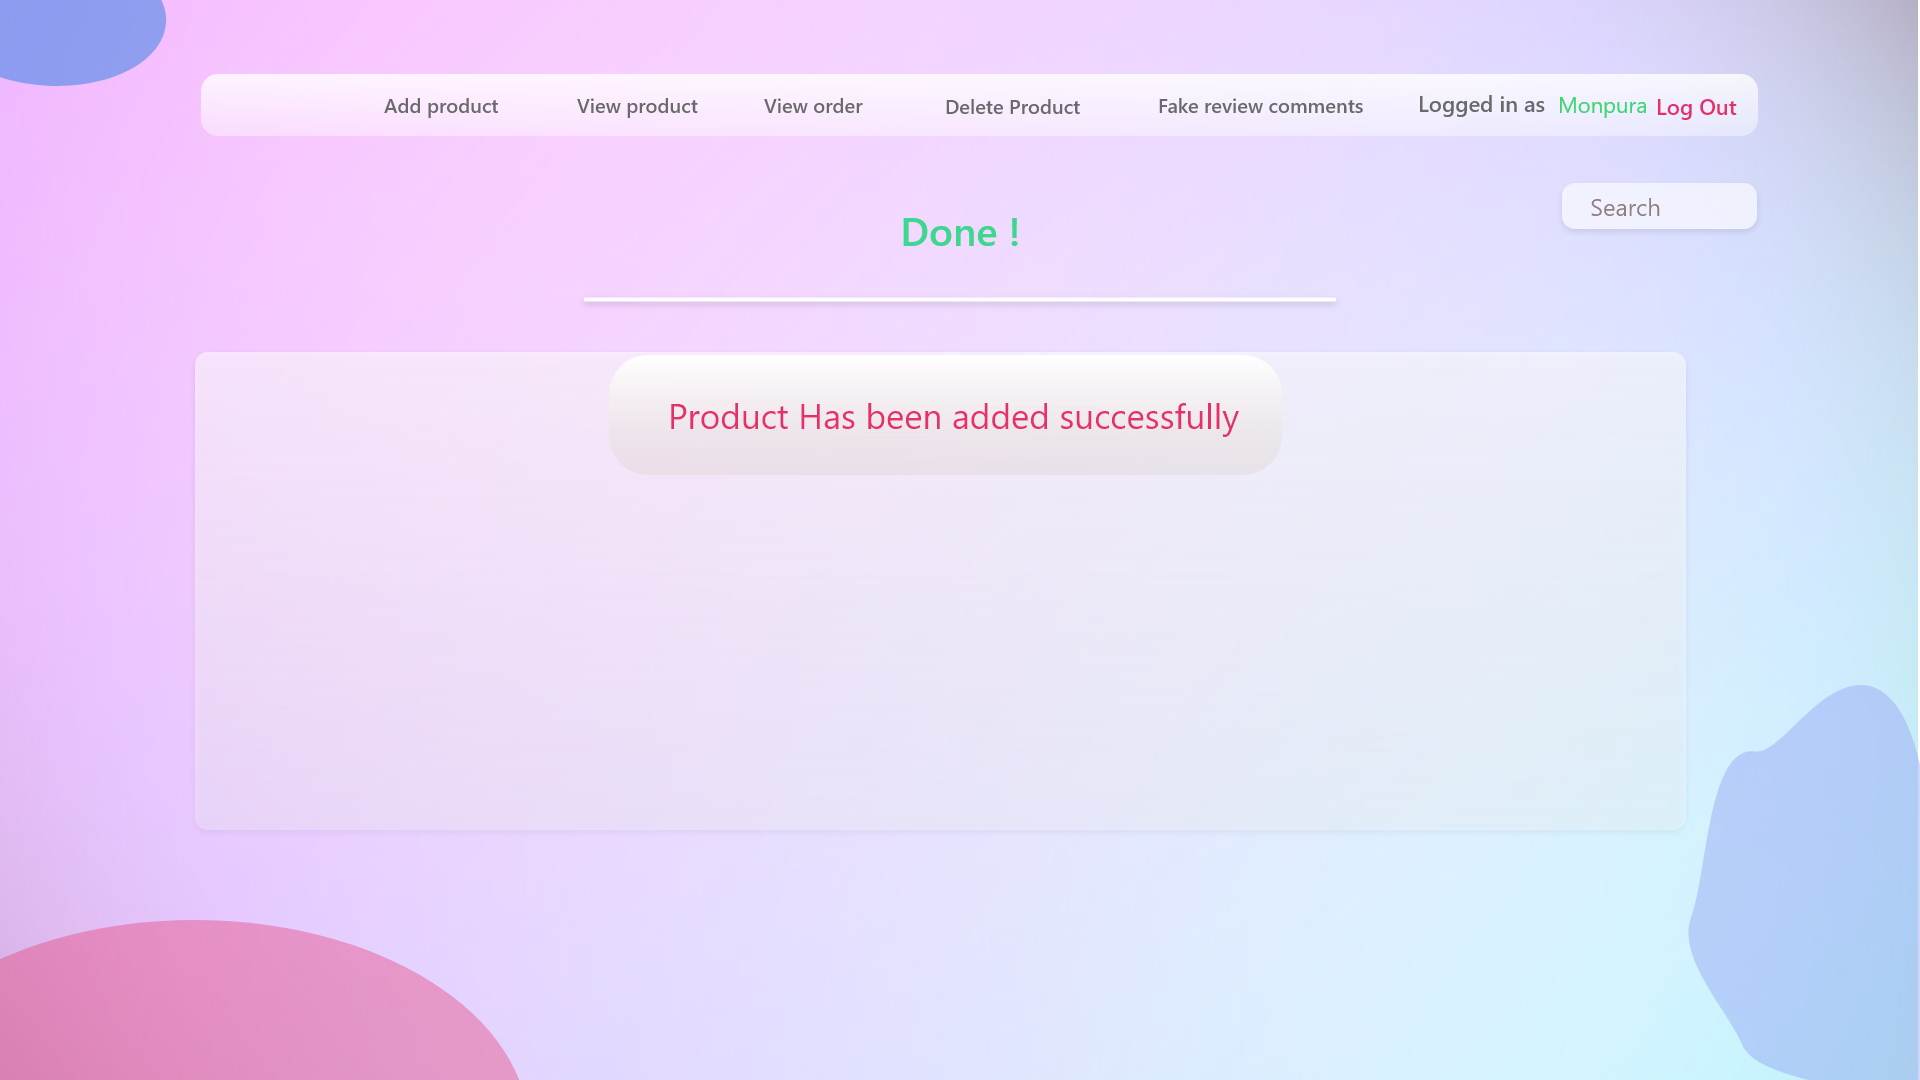 Add product View product View order Delete Product Fake review comments Logged in as Monpura Log Out
Search
Done !
Product Has been added successfully